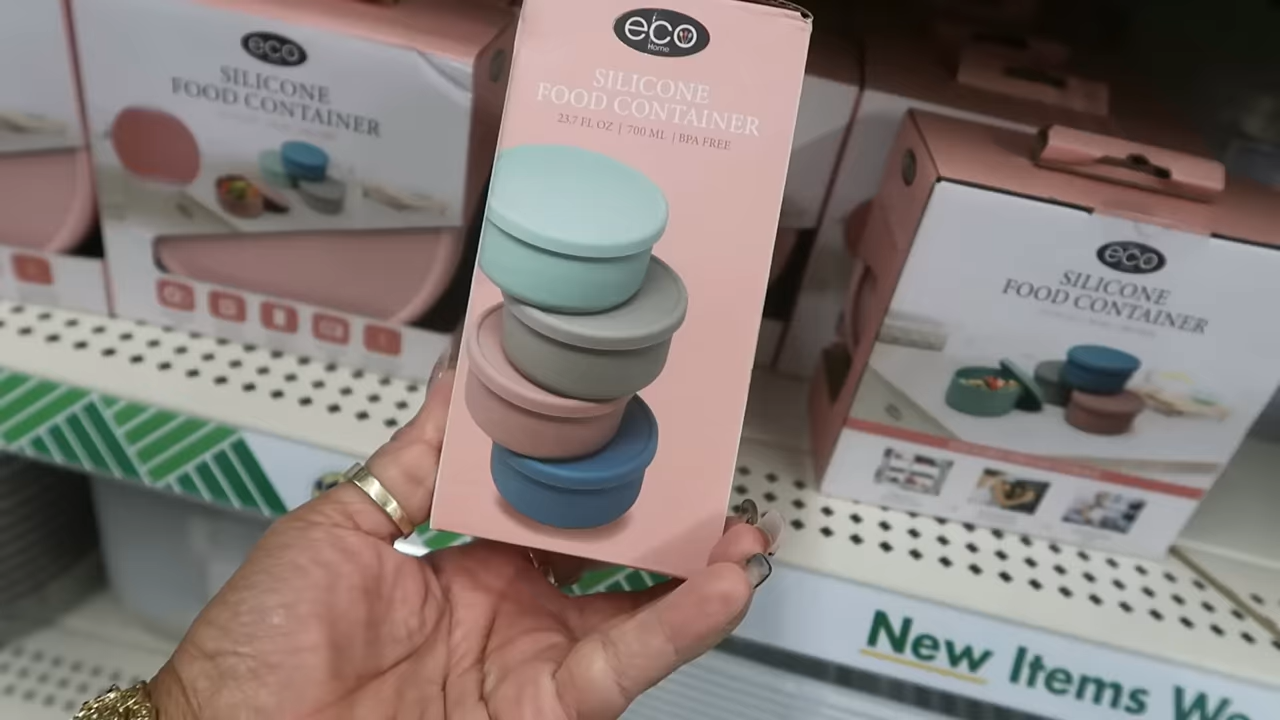 eco
Home
SILICONE
FOOD CONTAINER
23.7 FL OZ | 700 ML | BPA FREE
eco
SILICONE
FOOD CONTAINER
eco
SILICONE
FOOD CONTAINER
New Items We